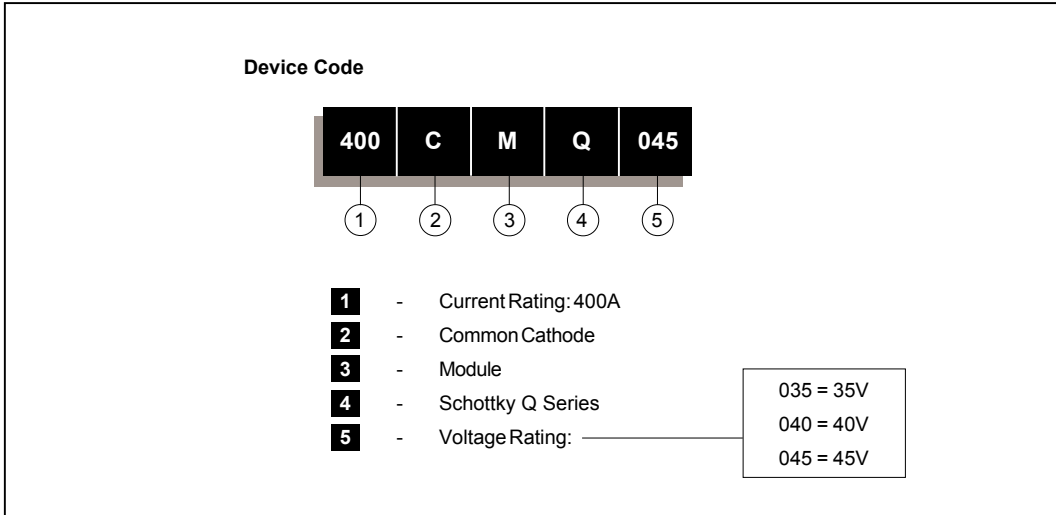 Device Code
400 C M Q 045
1 2 3 4 5
1 - Current Rating: 400A
2 - Common Cathode
3 - Module
4 - Schottky Q Series
5 - Voltage Rating:
035 = 35V
040 = 40V
045 = 45V